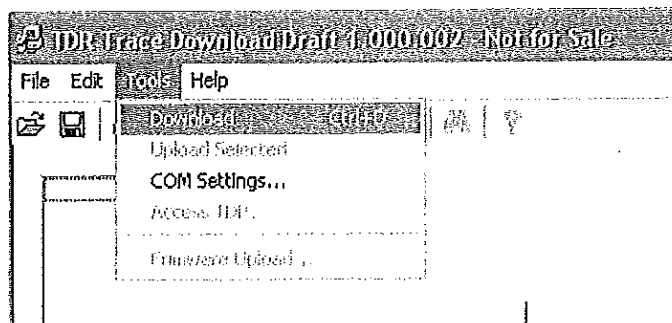 TDR Trace Download Draft 1.000.002 - Not for Sale
File Edit Tools Help
Download... Ctrl+D
Upload Selected
COM Settings...
Access TDR...
Firmware Upload...